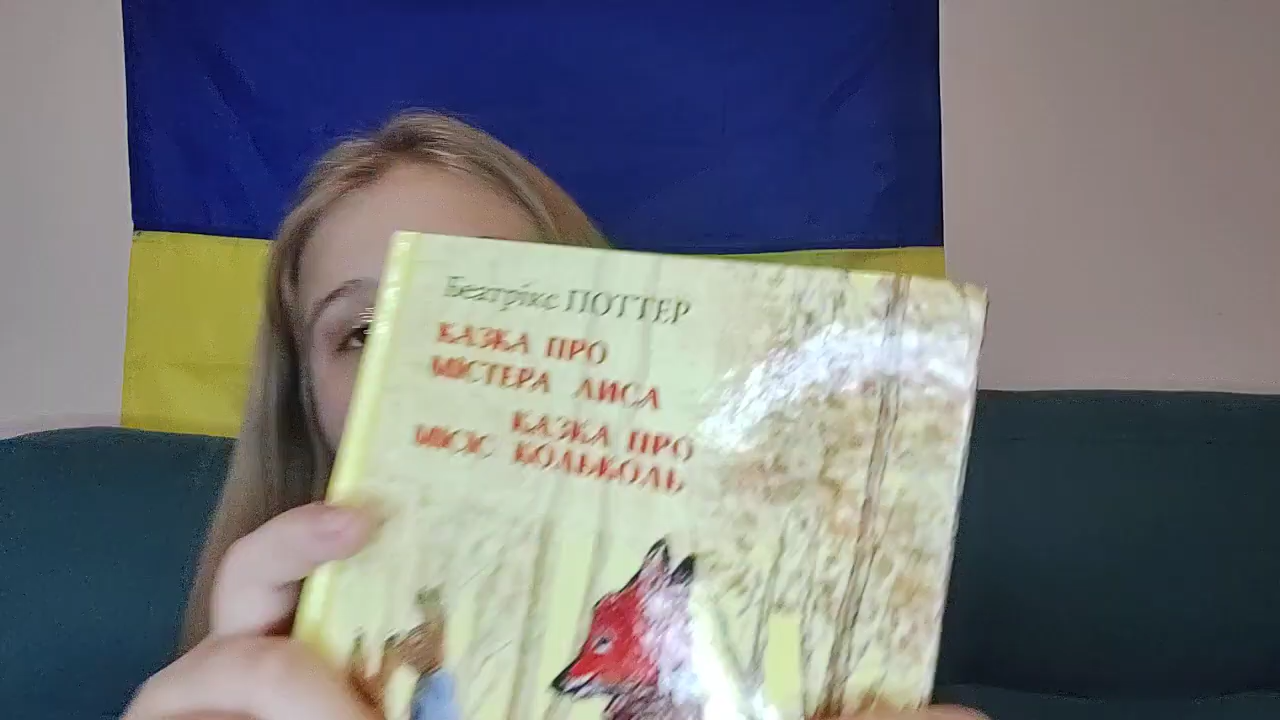 Беатрікс ПОТТЕР
КАЗКА ПРО
МІСТЕРА ЛИСА
КАЗКА ПРО
МІСІС КОЛЬКОЛЬ